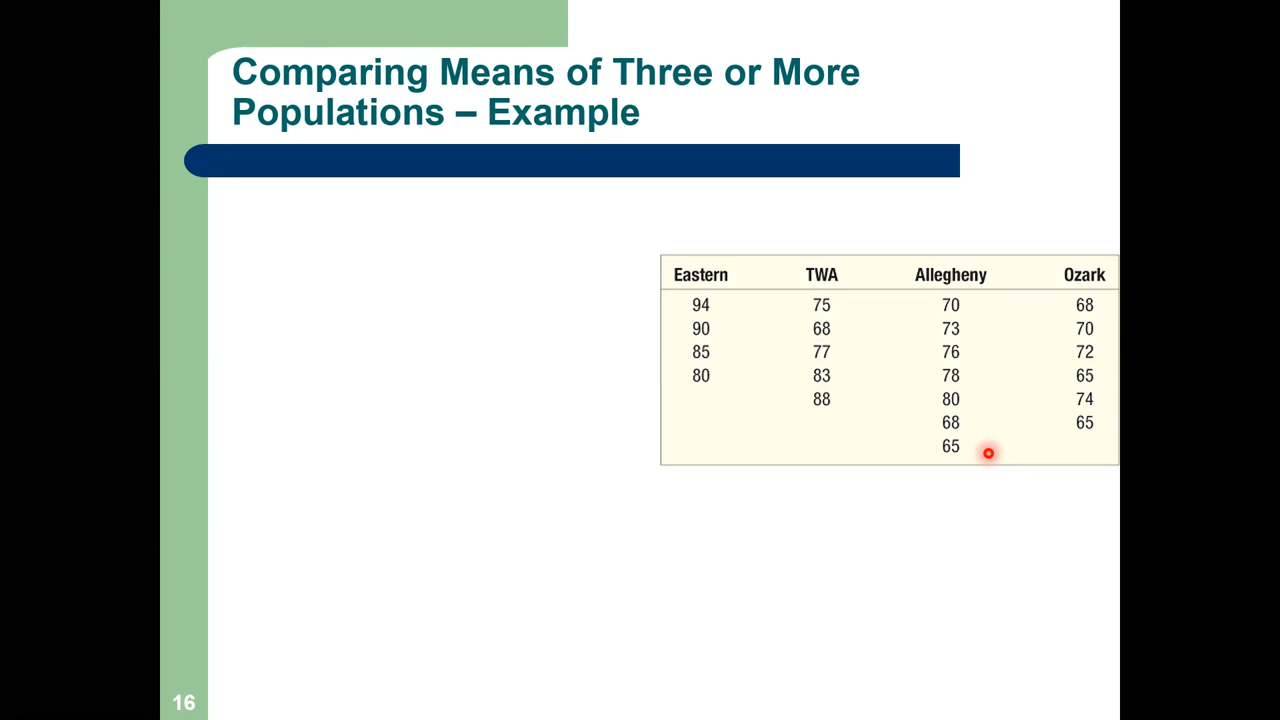 Comparing Means of Three or More
Populations – Example
Eastern TWA Allegheny Ozark
94 75 70 68
90 68 73 70
85 77 76 72
80 83 78 65
88 80 74
68 65
65
16